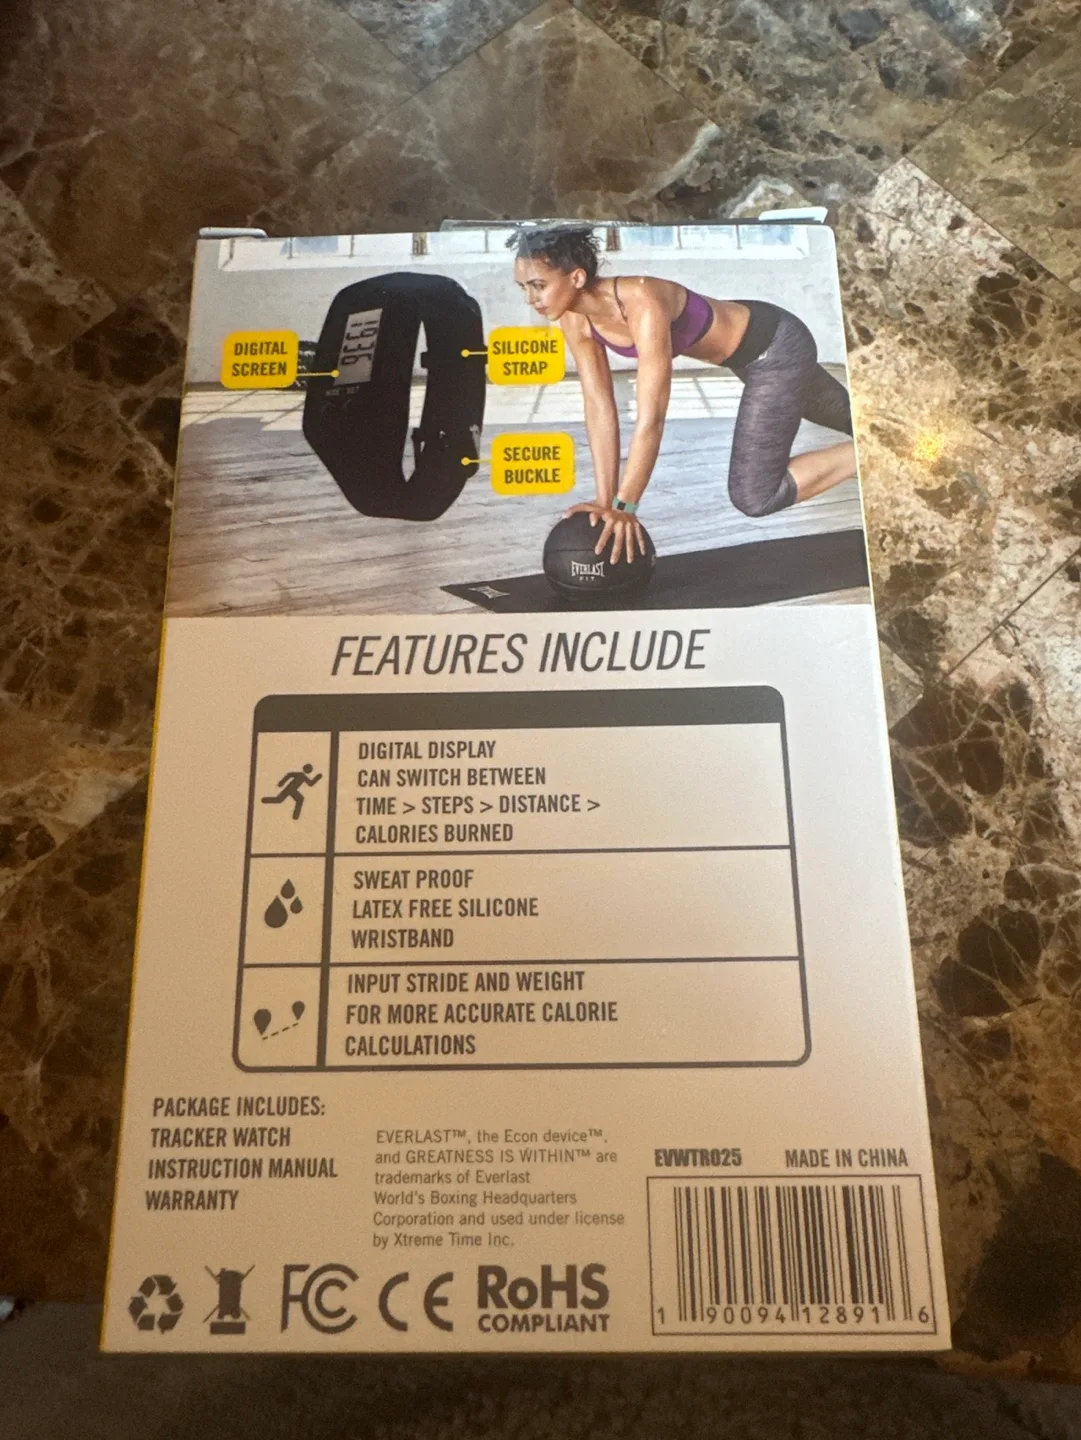 DIGITAL
SCREEN
SILICONE
STRAP
SECURE
BUCKLE
EVERLAST
FIT
FEATURES INCLUDE
DIGITAL DISPLAY
CAN SWITCH BETWEEN
TIME > STEPS > DISTANCE >
CALORIES BURNED
SWEAT PROOF
LATEX FREE SILICONE
WRISTBAND
INPUT STRIDE AND WEIGHT
FOR MORE ACCURATE CALORIE
CALCULATIONS
PACKAGE INCLUDES:
TRACKER WATCH
INSTRUCTION MANUAL
WARRANTY
EVERLAST™, the Econ device™,
and GREATNESS IS WITHIN™ are
trademarks of Everlast
World's Boxing Headquarters
Corporation and used under license
by Xtreme Time Inc.
EVWTR025 MADE IN CHINA
1 90094 12891 6
FC CE RoHS
COMPLIANT